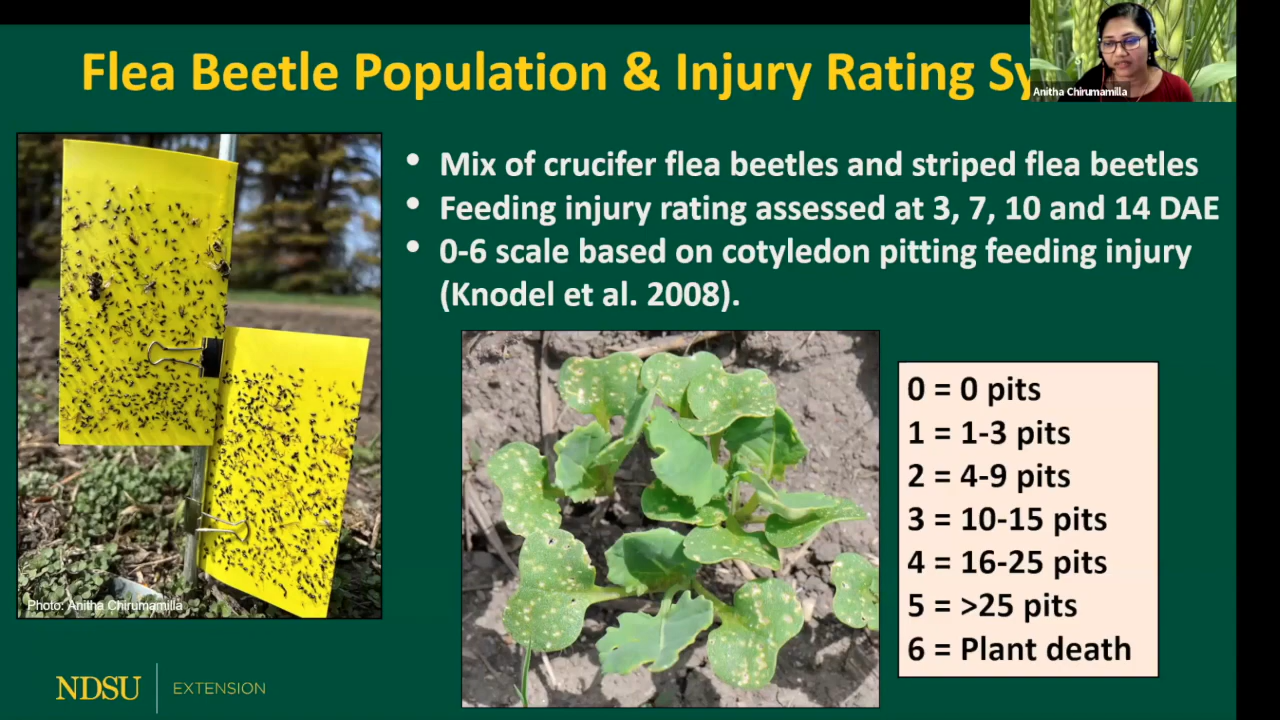 Flea Beetle Population & Injury Rating Sy
Anitha Chirumamilla
• Mix of crucifer flea beetles and striped flea beetles
• Feeding injury rating assessed at 3, 7, 10 and 14 DAE
• 0-6 scale based on cotyledon pitting feeding injury
(Knodel et al. 2008).
0 = 0 pits
1 = 1-3 pits
2 = 4-9 pits
3 = 10-15 pits
4 = 16-25 pits
5 = >25 pits
6 = Plant death
Photo: Anitha Chirumamilla
NDSU EXTENSION